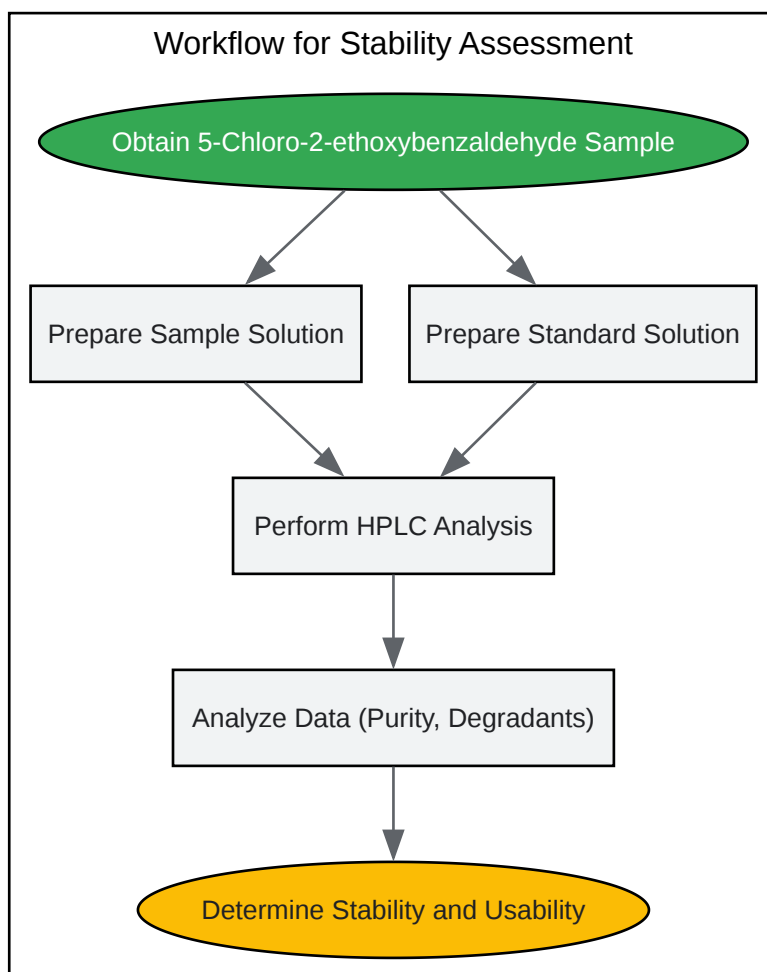 Workflow for Stability Assessment
Obtain 5-Chloro-2-ethoxybenzaldehyde Sample
Prepare Sample Solution
Prepare Standard Solution
Perform HPLC Analysis
Analyze Data (Purity, Degradants)
Determine Stability and Usability